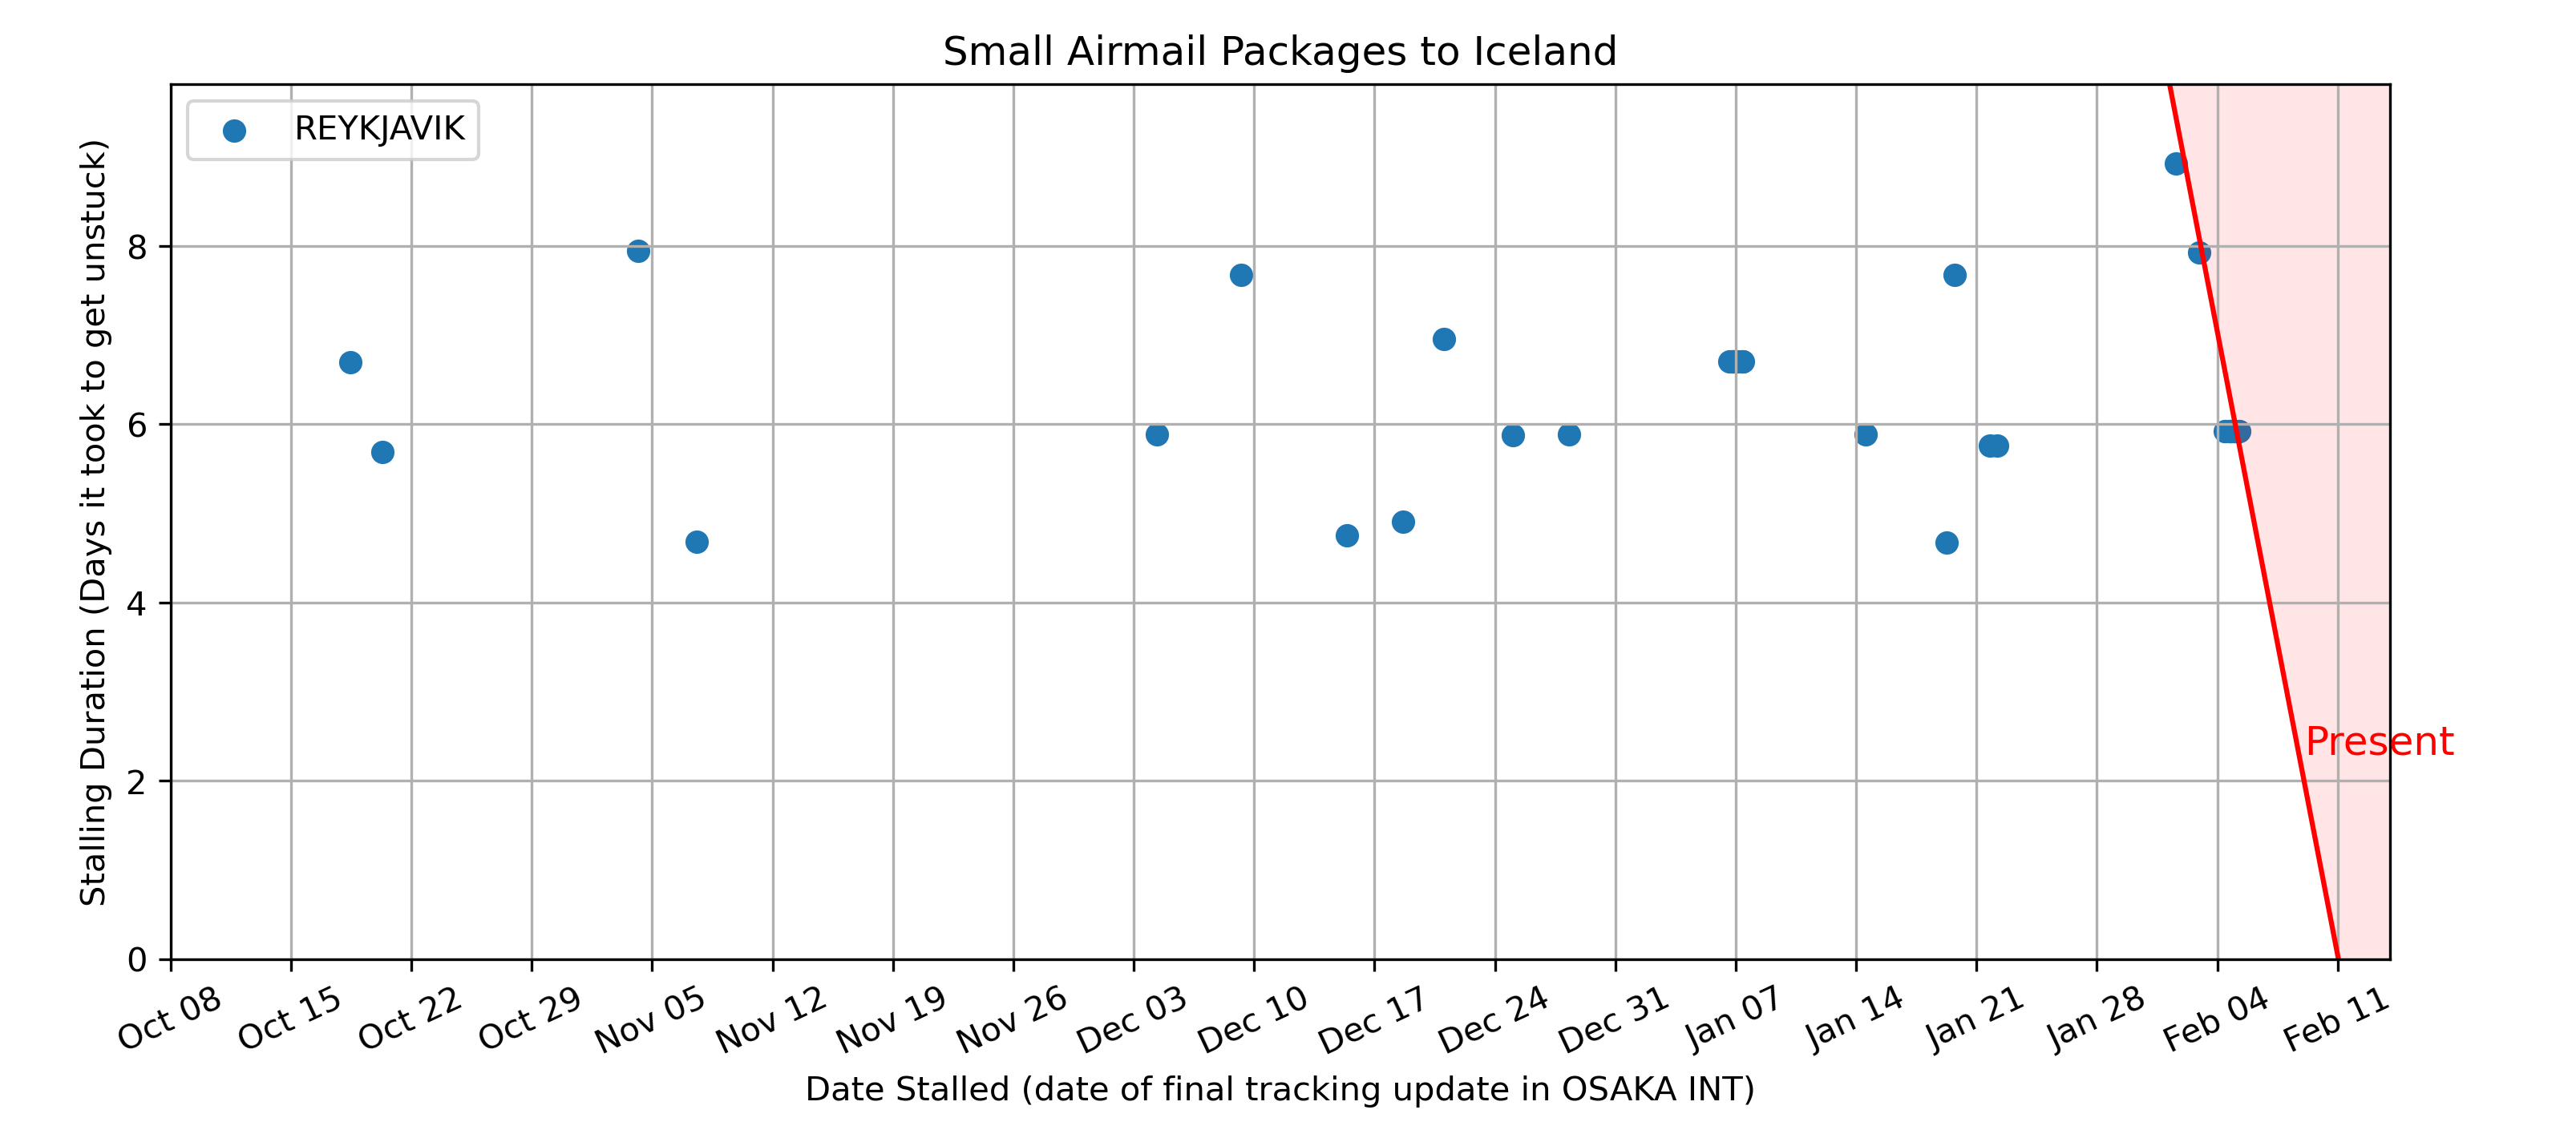 Small Airmail Packages to Iceland
REYKJAVIK
Stalling Duration (Days it took to get unstuck)
8
6
4
2
0
Present
Oct 08
Oct 15
Oct 22
Oct 29
Nov 05
Nov 12
Nov 19
Nov 26
Dec 03
Dec 10
Dec 17
Dec 24
Dec 31
Jan 07
Jan 14
Jan 21
Jan 28
Feb 04
Feb 11
Date Stalled (date of final tracking update in OSAKA INT)